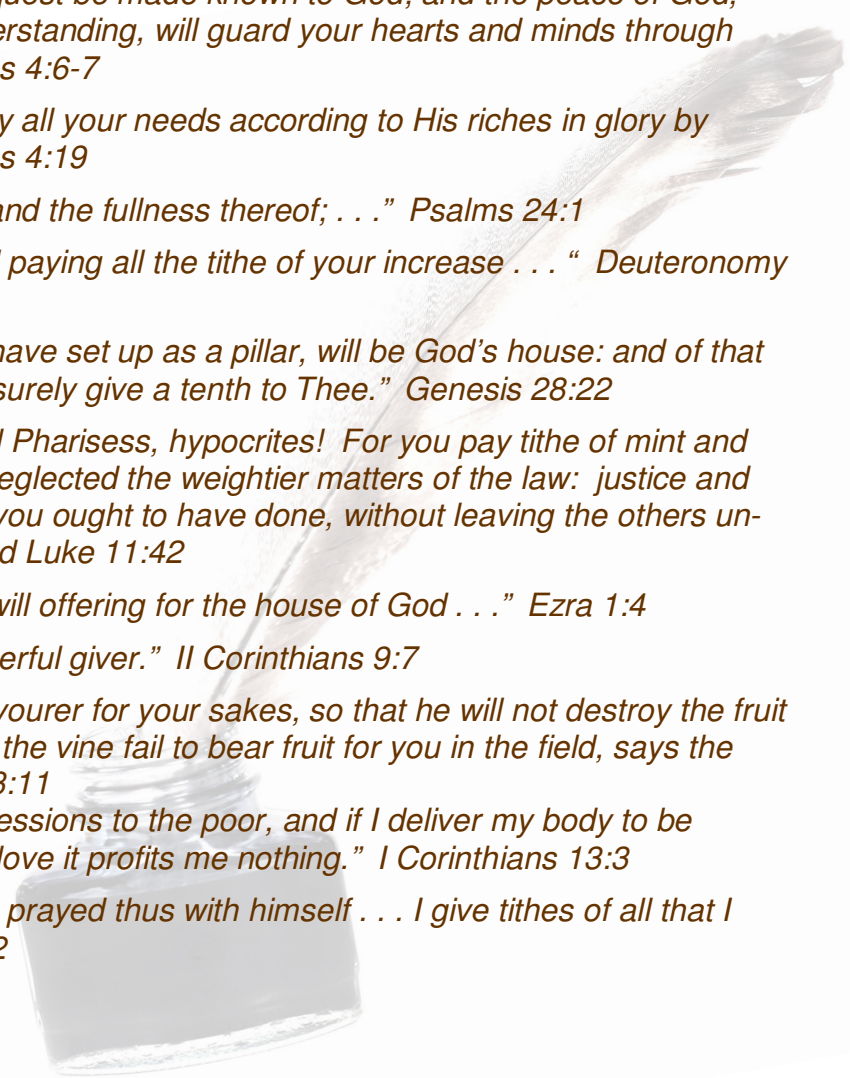 quest be made known to God, and the peace of God,
erstanding, will guard your hearts and minds through
s 4:6-7
y all your needs according to His riches in glory by
s 4:19
and the fullness thereof; . . .” Psalms 24:1
paying all the tithe of your increase . . . “ Deuteronomy
have set up as a pillar, will be God’s house: and of that
surely give a tenth to Thee.” Genesis 28:22
Pharisess, hypocrites! For you pay tithe of mint and
eglected the weightier matters of the law: justice and
you ought to have done, without leaving the others un-
d Luke 11:42
will offering for the house of God . . .” Ezra 1:4
erful giver.” II Corinthians 9:7
vourer for your sakes, so that he will not destroy the fruit
the vine fail to bear fruit for you in the field, says the
3:11
essions to the poor, and if I deliver my body to be
love it profits me nothing.” I Corinthians 13:3
prayed thus with himself . . . I give tithes of all that I
2